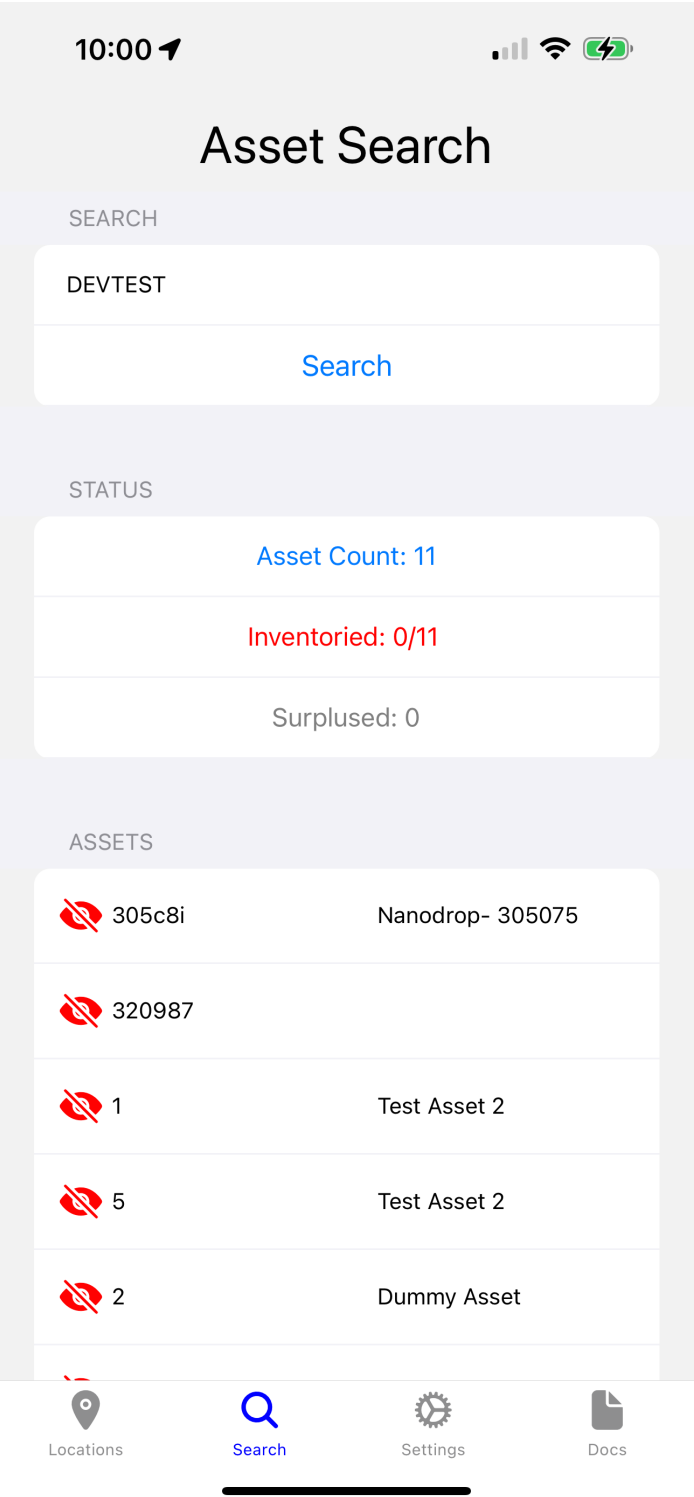 10:00
Asset Search
SEARCH
DEVTEST
Search
STATUS
Asset Count: 11
Inventoried: 0/11
Surplused: 0
ASSETS
305c8i Nanodrop- 305075
320987
1 Test Asset 2
5 Test Asset 2
2 Dummy Asset
Locations Search Settings Docs